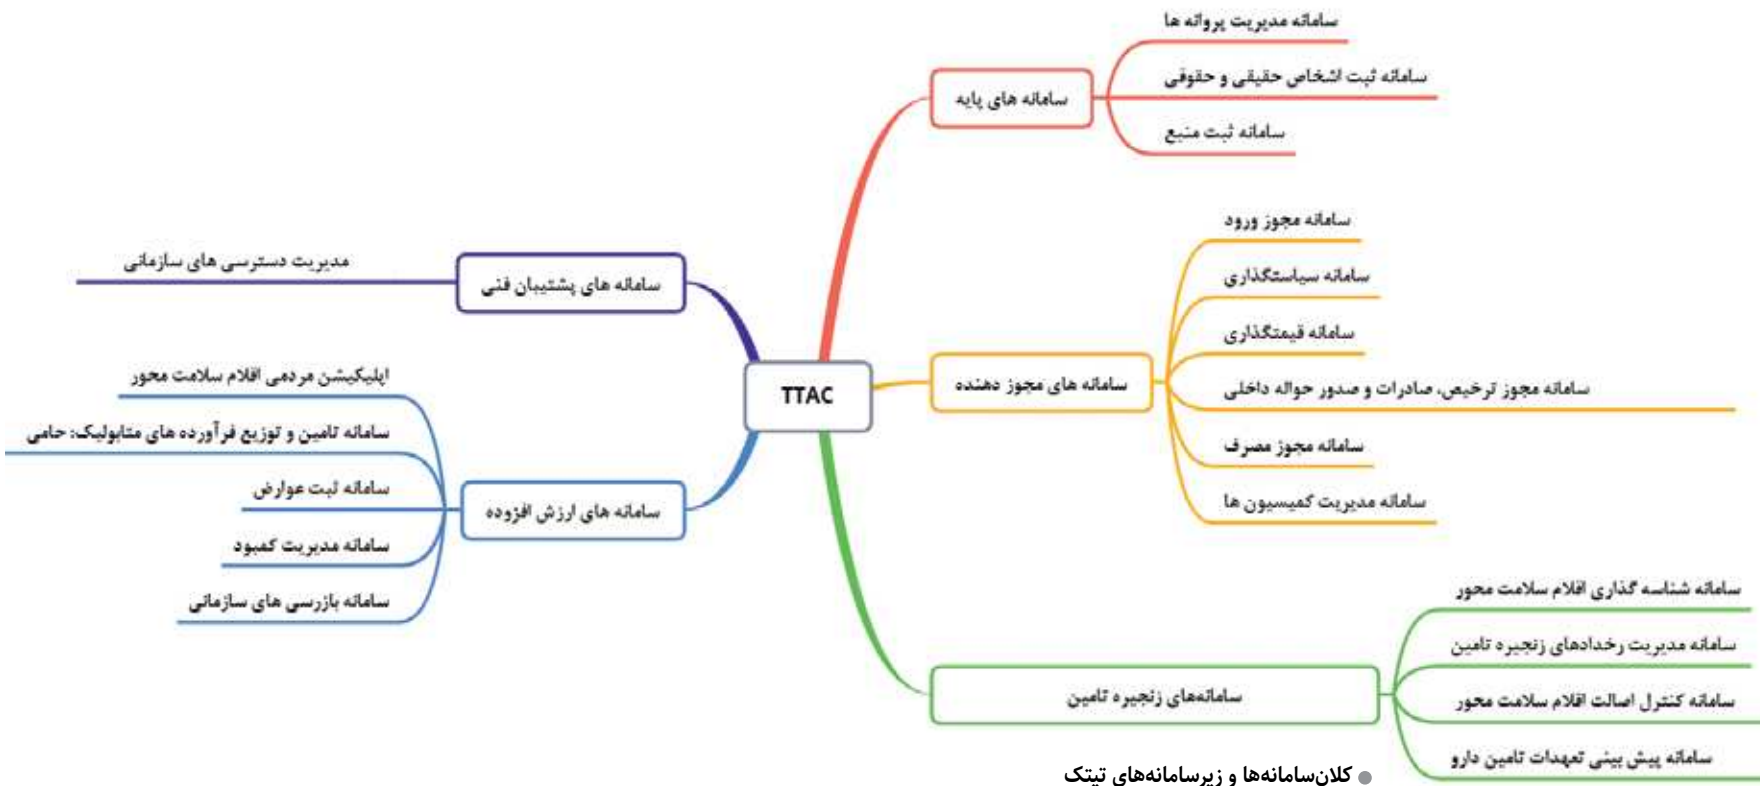 TTAC
سامانه های پایه
سامانه مدیریت پروانه ها
سامانه ثبت اشخاص حقیقی و حقوقی
سامانه ثبت منبع
سامانه های مجوز دهنده
سامانه مجوز ورود
سامانه سیاستگذاری
سامانه قیمتگذاری
سامانه مجوز ترخیص، صادرات و صدور حواله داخلی
سامانه مجوز مصرف
سامانه مدیریت کمیسیون ها
سامانه‌های زنجیره تامین
سامانه شناسه گذاری اقلام سلامت محور
سامانه مدیریت رخدادهای زنجیره تامین
سامانه کنترل اصالت اقلام سلامت محور
سامانه پیش بینی تعهدات تامین دارو
سامانه های پشتیبان فنی
مدیریت دسترسی های سازمانی
سامانه های ارزش افزوده
اپلیکیشن مردمی اقلام سلامت محور
سامانه تامین و توزیع فرآورده های متابولیک: حامی
سامانه ثبت عوارض
سامانه مدیریت کمبود
سامانه بازرسی های سازمانی
کلان‌سامانه‌ها و زیرسامانه‌های تیتک